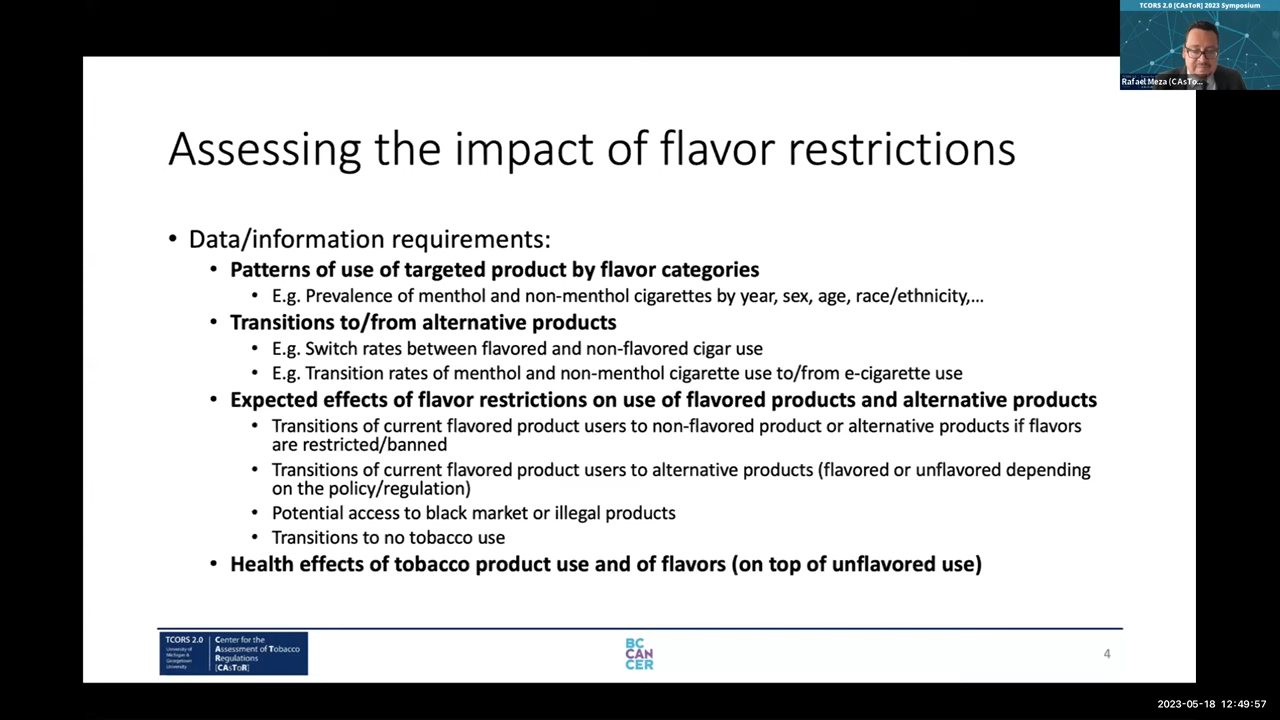 TCORS 2.0 [CAsToR] 2023 Symposium
Rafael Meza (CAsTo...
Assessing the impact of flavor restrictions
• Data/information requirements:
• Patterns of use of targeted product by flavor categories
• E.g. Prevalence of menthol and non-menthol cigarettes by year, sex, age, race/ethnicity,...
• Transitions to/from alternative products
• E.g. Switch rates between flavored and non-flavored cigar use
• E.g. Transition rates of menthol and non-menthol cigarette use to/from e-cigarette use
• Expected effects of flavor restrictions on use of flavored products and alternative products
• Transitions of current flavored product users to non-flavored product or alternative products if flavors
are restricted/banned
• Transitions of current flavored product users to alternative products (flavored or unflavored depending
on the policy/regulation)
• Potential access to black market or illegal products
• Transitions to no tobacco use
• Health effects of tobacco product use and of flavors (on top of unflavored use)
TCORS 2.0
University of
Michigan &
Georgetown
University
Center for the
Assessment of Tobacco
Regulations
[CAsToR]
BC
CAN
CER
4
2023-05-18 12:49:57